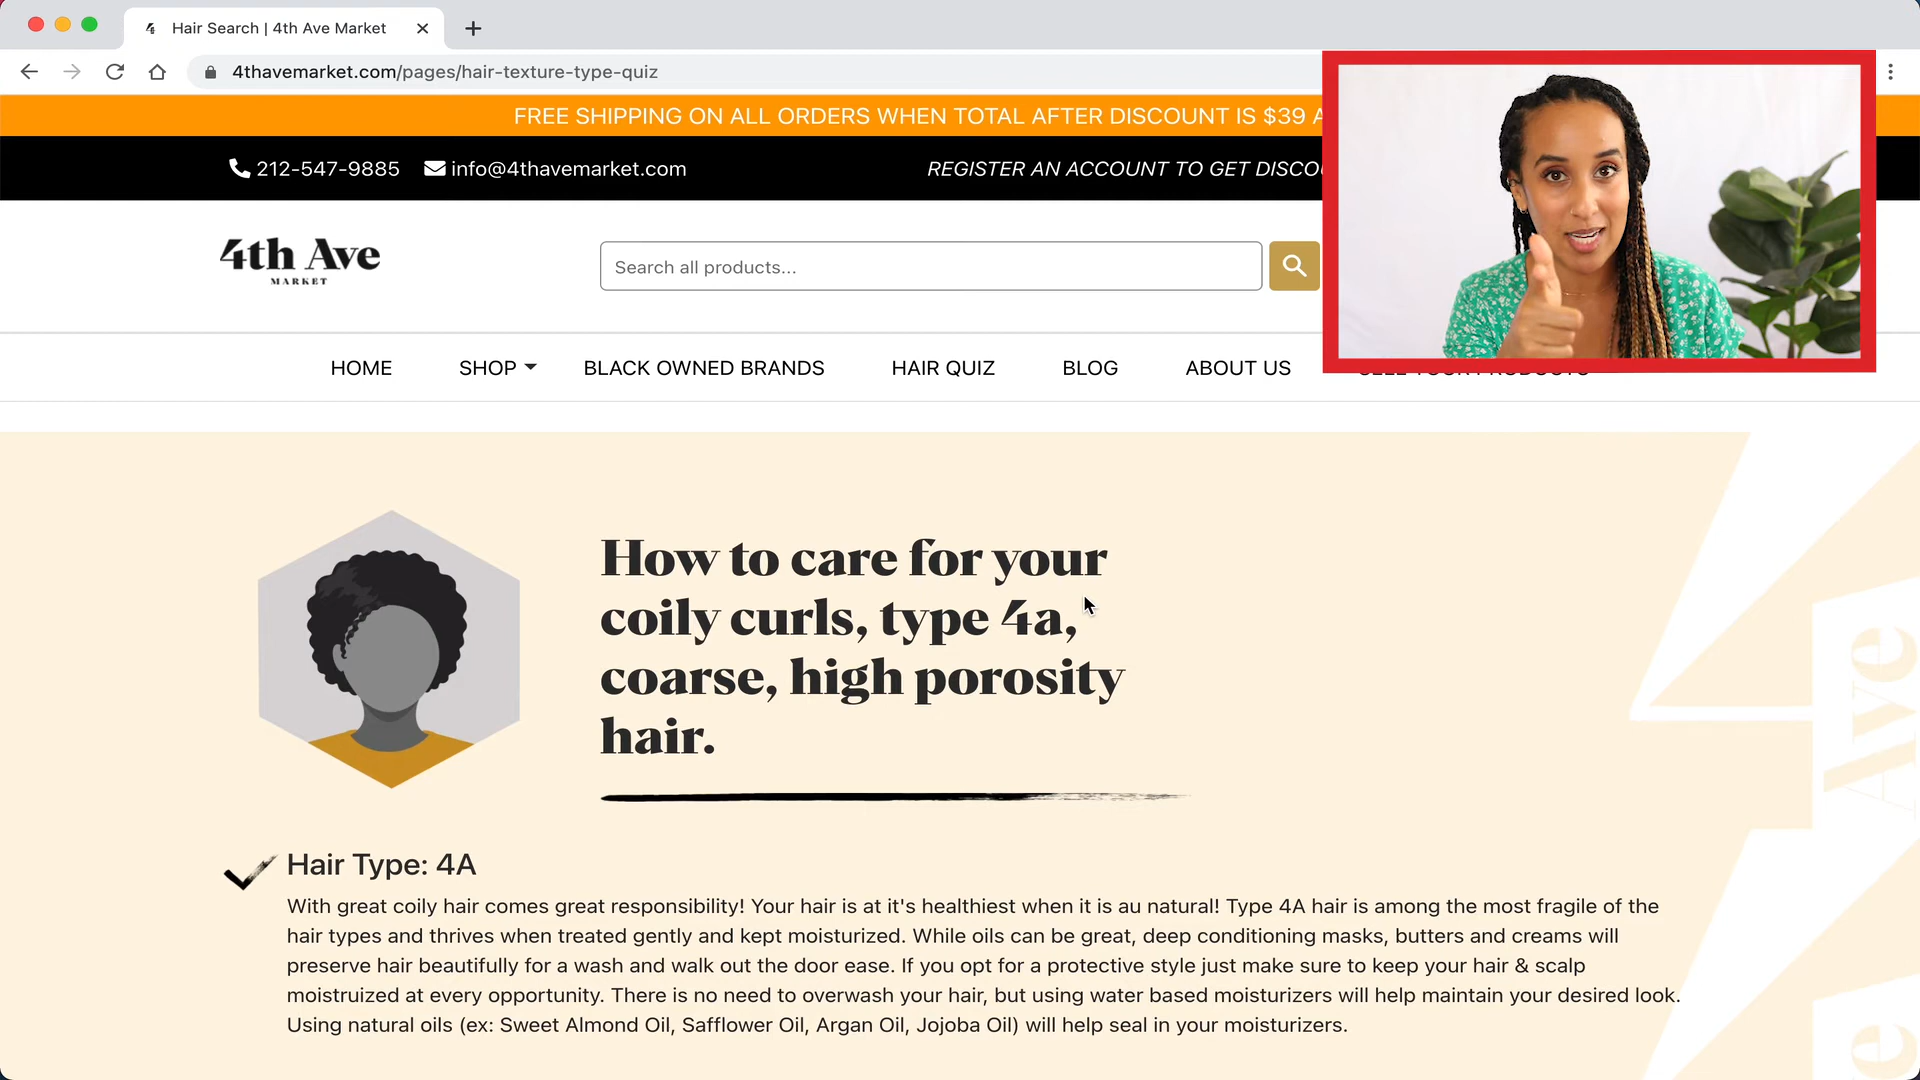 Hair Search | 4th Ave Market
4thavemarket.com/pages/hair-texture-type-quiz
FREE SHIPPING ON ALL ORDERS WHEN TOTAL AFTER DISCOUNT IS $39
212-547-9885 info@4thavemarket.com REGISTER AN ACCOUNT TO GET
4th Ave
MARKET
Search all products...
HOME SHOP BLACK OWNED BRANDS HAIR QUIZ BLOG ABOUT US SELL YOUR PRODUCTS
How to care for your
coily curls, type 4a,
coarse, high porosity
hair.
Hair Type: 4A
With great coily hair comes great responsibility! Your hair is at it's healthiest when it is au natural! Type 4A hair is among the most fragile of the
hair types and thrives when treated gently and kept moisturized. While oils can be great, deep conditioning masks, butters and creams will
preserve hair beautifully for a wash and walk out the door ease. If you opt for a protective style just make sure to keep your hair & scalp
moistruized at every opportunity. There is no need to overwash your hair, but using water based moisturizers will help maintain your desired look.
Using natural oils (ex: Sweet Almond Oil, Safflower Oil, Argan Oil, Jojoba Oil) will help seal in your moisturizers.
Ave